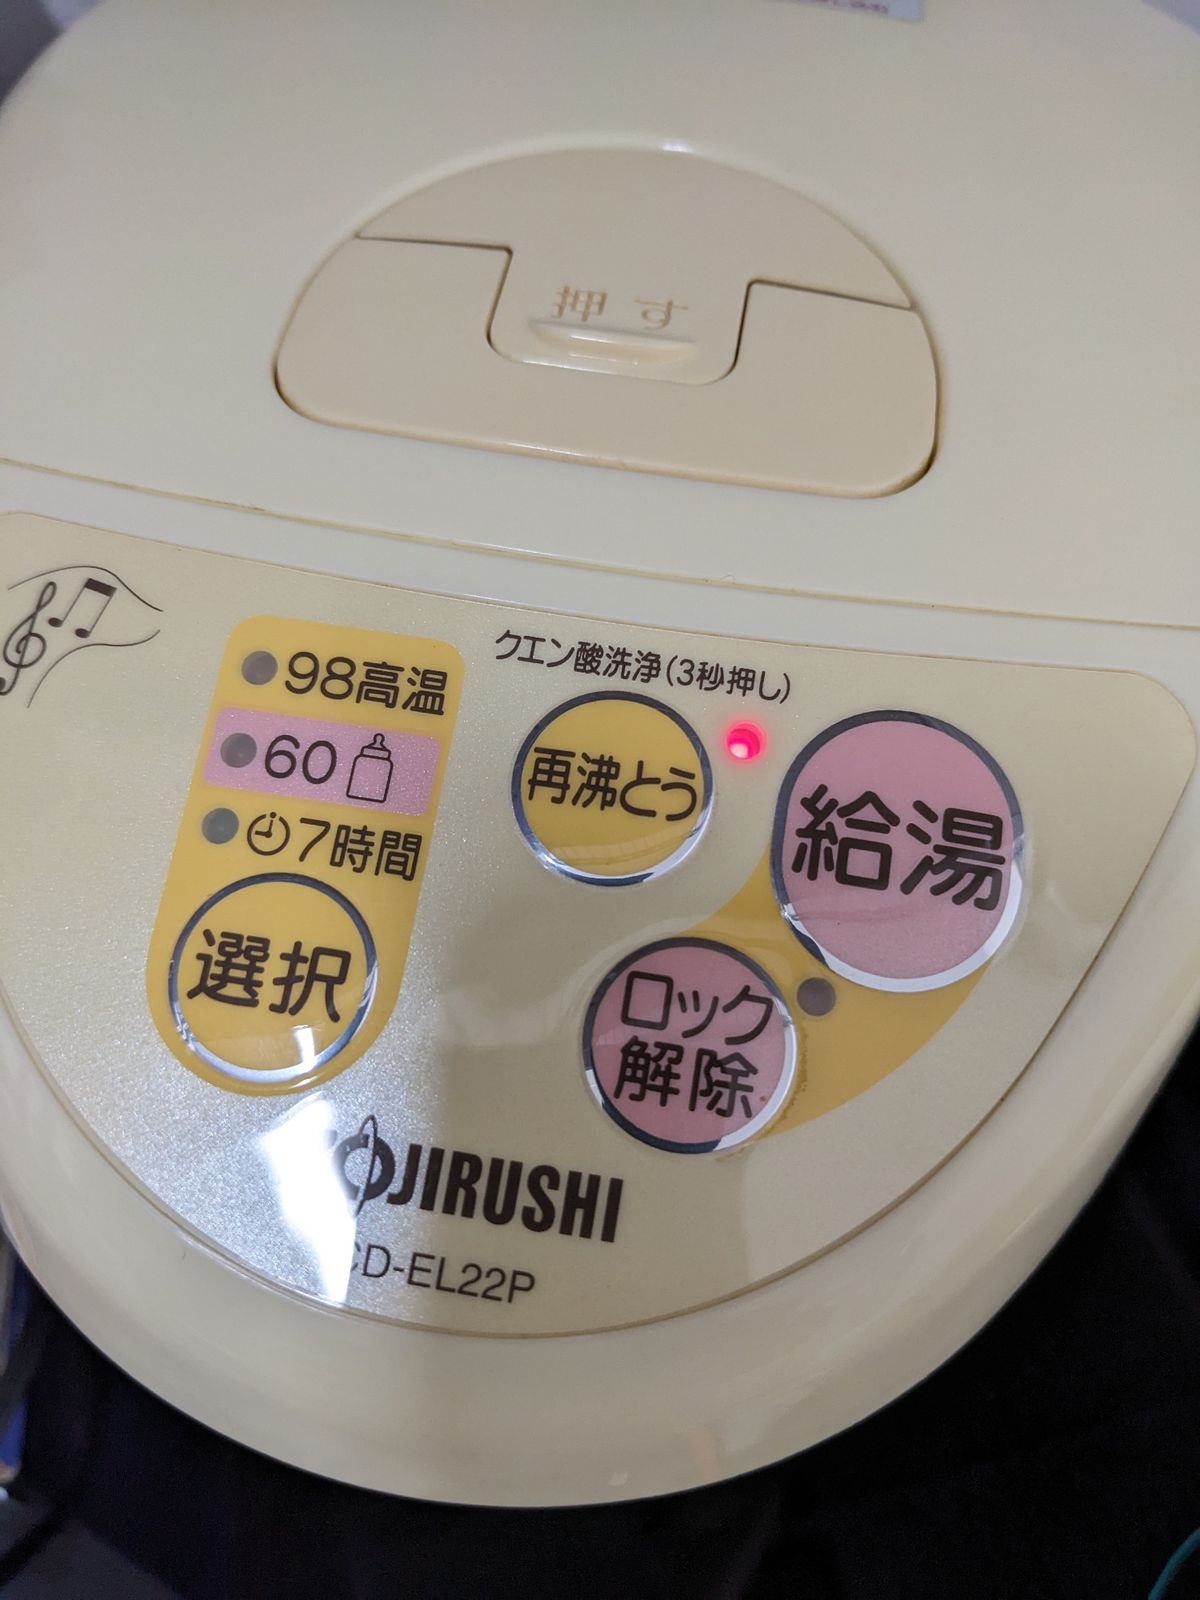 押す
クエン酸洗浄(3秒押し)
98高温
60
7時間
選択
再沸とう
給湯
ロック
解除
ZOJIRUSHI
CD-EL22P